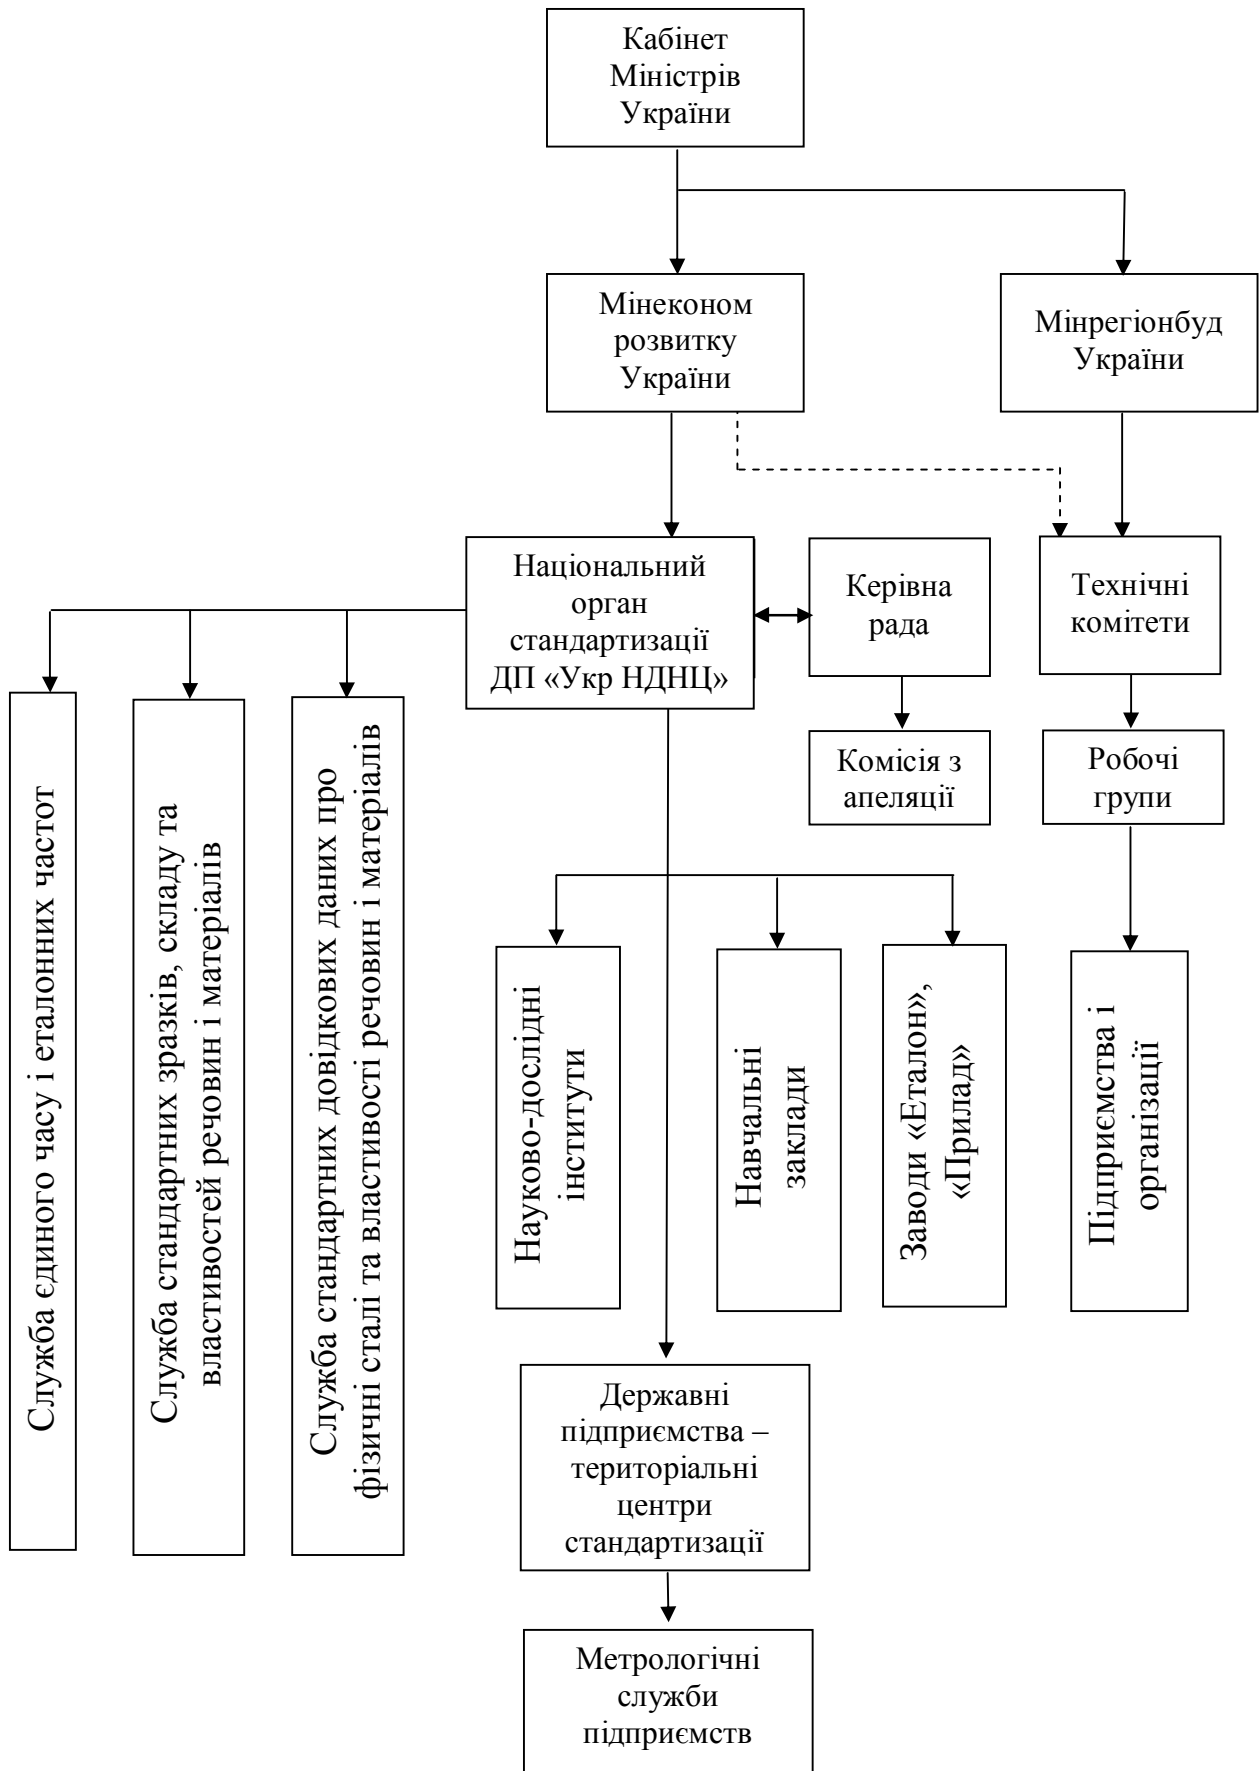 Кабінет
Міністрів
України
Мінеконом
розвитку
України
Мінрегіонбуд
України
Національний
орган
стандартизації
ДП «Укр НДНЦ»
Керівна
рада
Технічні
комітети
Комісія з
апеляції
Робочі
групи
Служба єдиного часу і еталонних частот
Служба стандартних зразків, складу та
властивостей речовин і матеріалів
Служба стандартних довідкових даних про
фізичні сталі та властивості речовин і матеріалів
Науково-дослідні
інститути
Навчальні
заклади
Заводи «Еталон»,
«Прилад»
Підприємства і
організації
Державні
підприємства –
територіальні
центри
стандартизації
Метрологічні
служби
підприємств